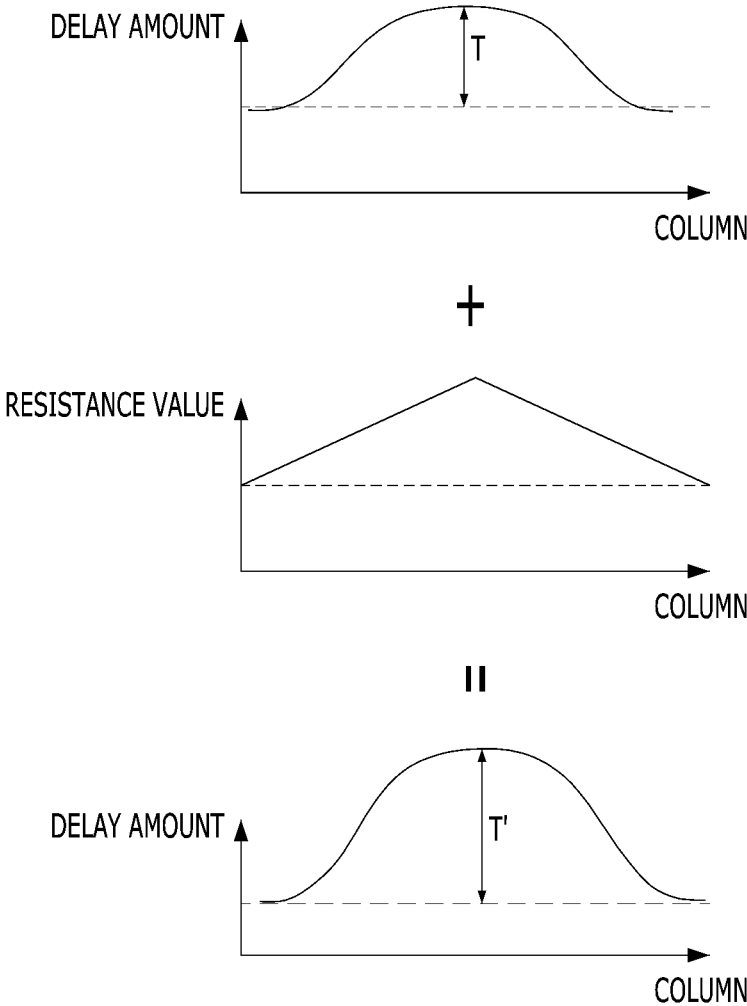 DELAY AMOUNT
T
COLUMN
+
RESISTANCE VALUE
COLUMN
=
DELAY AMOUNT
T'
COLUMN